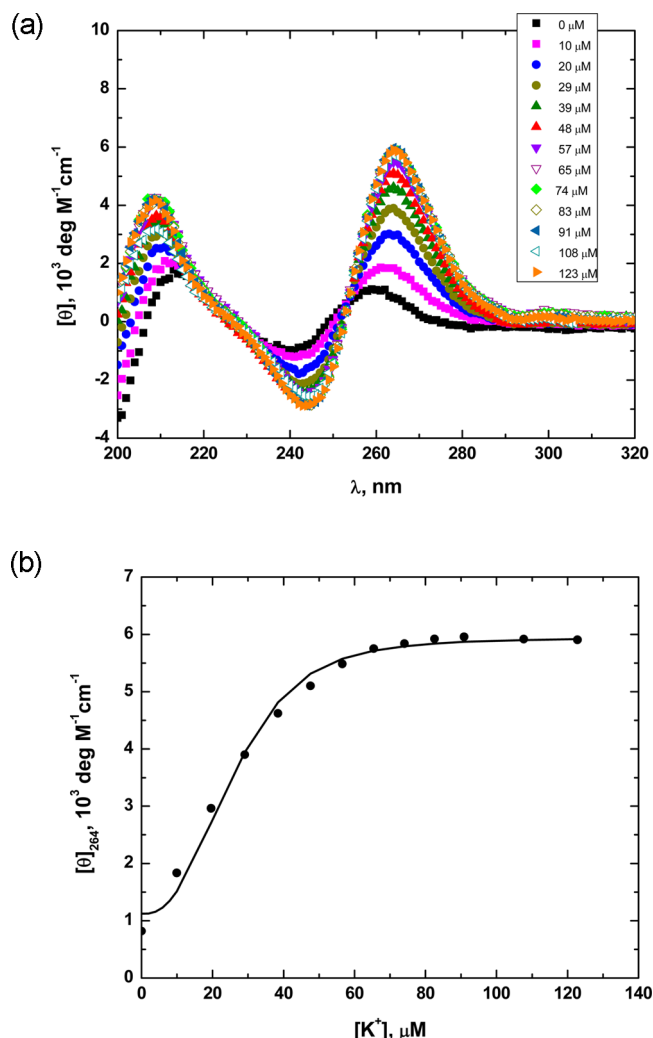 (a)
10
8
6
4
2
0
-2
-4
[θ], 10³ deg M⁻¹cm⁻¹
0 μM
10 μM
20 μM
29 μM
39 μM
48 μM
57 μM
65 μM
74 μM
83 μM
91 μM
108 μM
123 μM
200 220 240 260 280 300 320
λ, nm
(b)
7
6
5
4
3
2
1
0
[θ]₂₆₄, 10³ deg M⁻¹cm⁻¹
0 20 40 60 80 100 120 140
[K⁺], μM